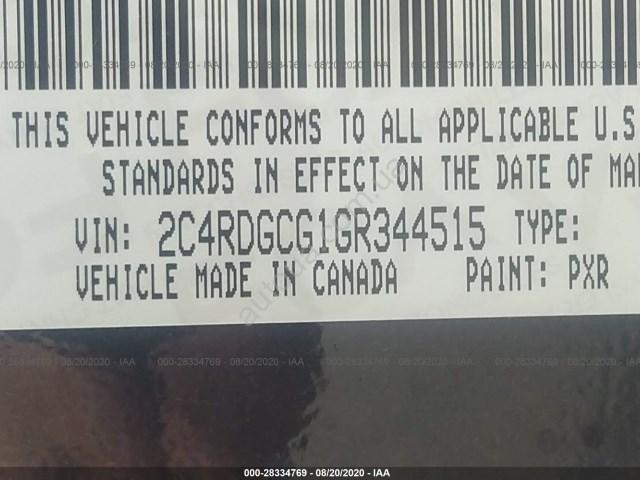 THIS VEHICLE CONFORMS TO ALL APPLICABLE U.S
STANDARDS IN EFFECT ON THE DATE OF MA
VIN: 2C4RDGCG1GR344515 TYPE:
VEHICLE MADE IN CANADA PAINT: PXR
000-28334769 - 08/20/2020 - IAA